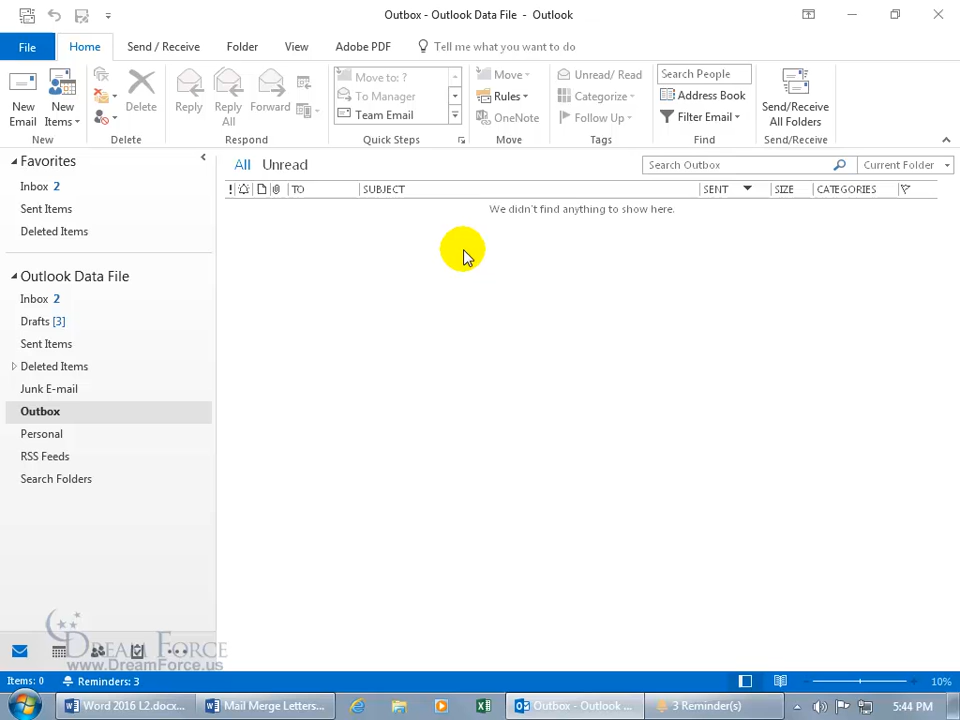 Outbox - Outlook Data File - Outlook
File Home Send / Receive Folder View Adobe PDF Tell me what you want to do
New Email
New Items
Delete
Reply
Reply All
Forward
Move to: ?
To Manager
Team Email
Move
Rules
OneNote
Unread/ Read
Categorize
Follow Up
Search People
Address Book
Filter Email
Send/Receive All Folders
New Delete Respond Quick Steps Move Tags Find Send/Receive
Favorites
Inbox 2
Sent Items
Deleted Items
Outlook Data File
Inbox 2
Drafts [3]
Sent Items
Deleted Items
Junk E-mail
Outbox
Personal
RSS Feeds
Search Folders
All Unread
Search Outbox Current Folder
! TO SUBJECT SENT SIZE CATEGORIES
We didn't find anything to show here.
DREAM FORCE
www.DreamForce.us
Items: 0 Reminders: 3 10%
Word 2016 L2.docx... Mail Merge Letters... Outbox - Outlook ... 3 Reminder(s) 5:44 PM